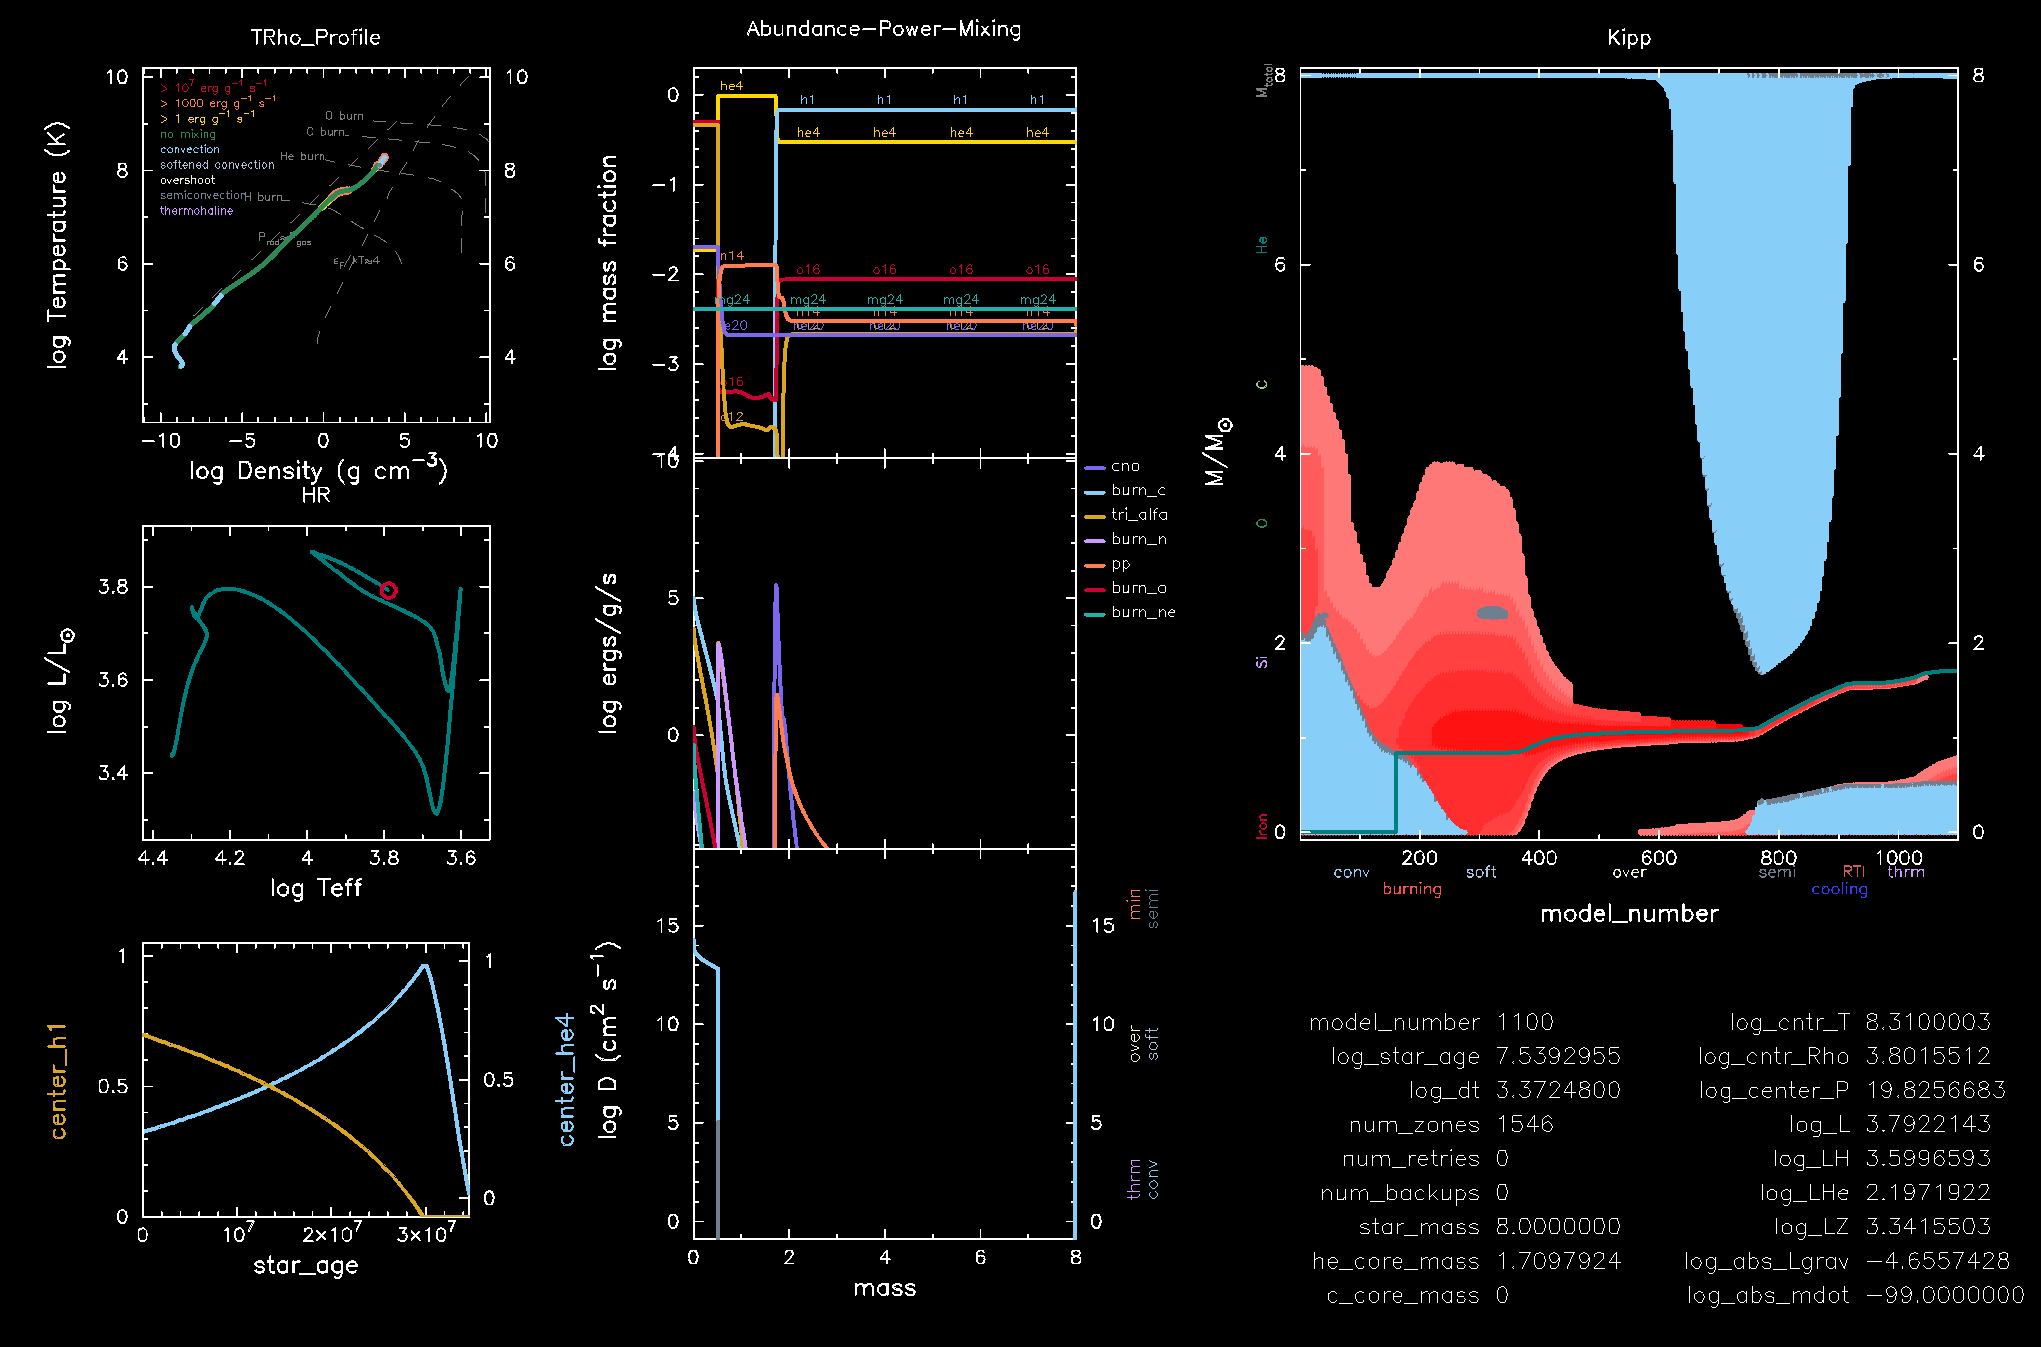 TRho_Profile
10
8
6
4
10
8
6
4
> 10⁷ erg g⁻¹ s⁻¹
> 1000 erg g⁻¹ s⁻¹
> 1 erg g⁻¹ s⁻¹
no mixing
convection
softened convection
overshoot
semiconvection
thermohaline
O burn
C burn
He burn
H burn
log Temperature (K)
−10
−5
0
5
10
log Density (g cm⁻³)
HR
3.8
3.6
3.4
log L/L☉
4.4
4.2
4
3.8
3.6
log Teff
1
0.5
0
1
0.5
0
center_h1
center_he4
0
10⁷
2×10⁷
3×10⁷
star_age
Abundance−Power−Mixing
0
−1
−2
−3
−4
log mass fraction
he4
h1
h1
h1
h1
he4
he4
he4
he4
n14
o16
o16
o16
o16
mg24
mg24
mg24
mg24
mg24
o16
10
5
0
log ergs/g/s
cno
burn_c
tri_alfa
burn_n
pp
burn_o
burn_ne
15
10
5
0
15
10
5
0
log D (cm² s⁻¹)
min
semi
over
soft
thrm
conv
0
2
4
6
8
mass
Kipp
8
6
4
2
0
8
6
4
2
0
M_total
He
C
O
Si
Iron
M/M☉
200
400
600
800
1000
conv
soft
over
semi
RTI
thrm
burning
cooling
model_number
model_number 1100
log_star_age 7.5392955
log_dt 3.3724800
num_zones 1546
num_retries 0
num_backups 0
star_mass 8.0000000
he_core_mass 1.7097924
c_core_mass 0
log_cntr_T 8.3100003
log_cntr_Rho 3.8015512
log_center_P 19.8256683
log_L 3.7922143
log_LH 3.5996593
log_LHe 2.1971922
log_LZ 3.3415503
log_abs_Lgrav −4.6557428
log_abs_mdot −99.0000000